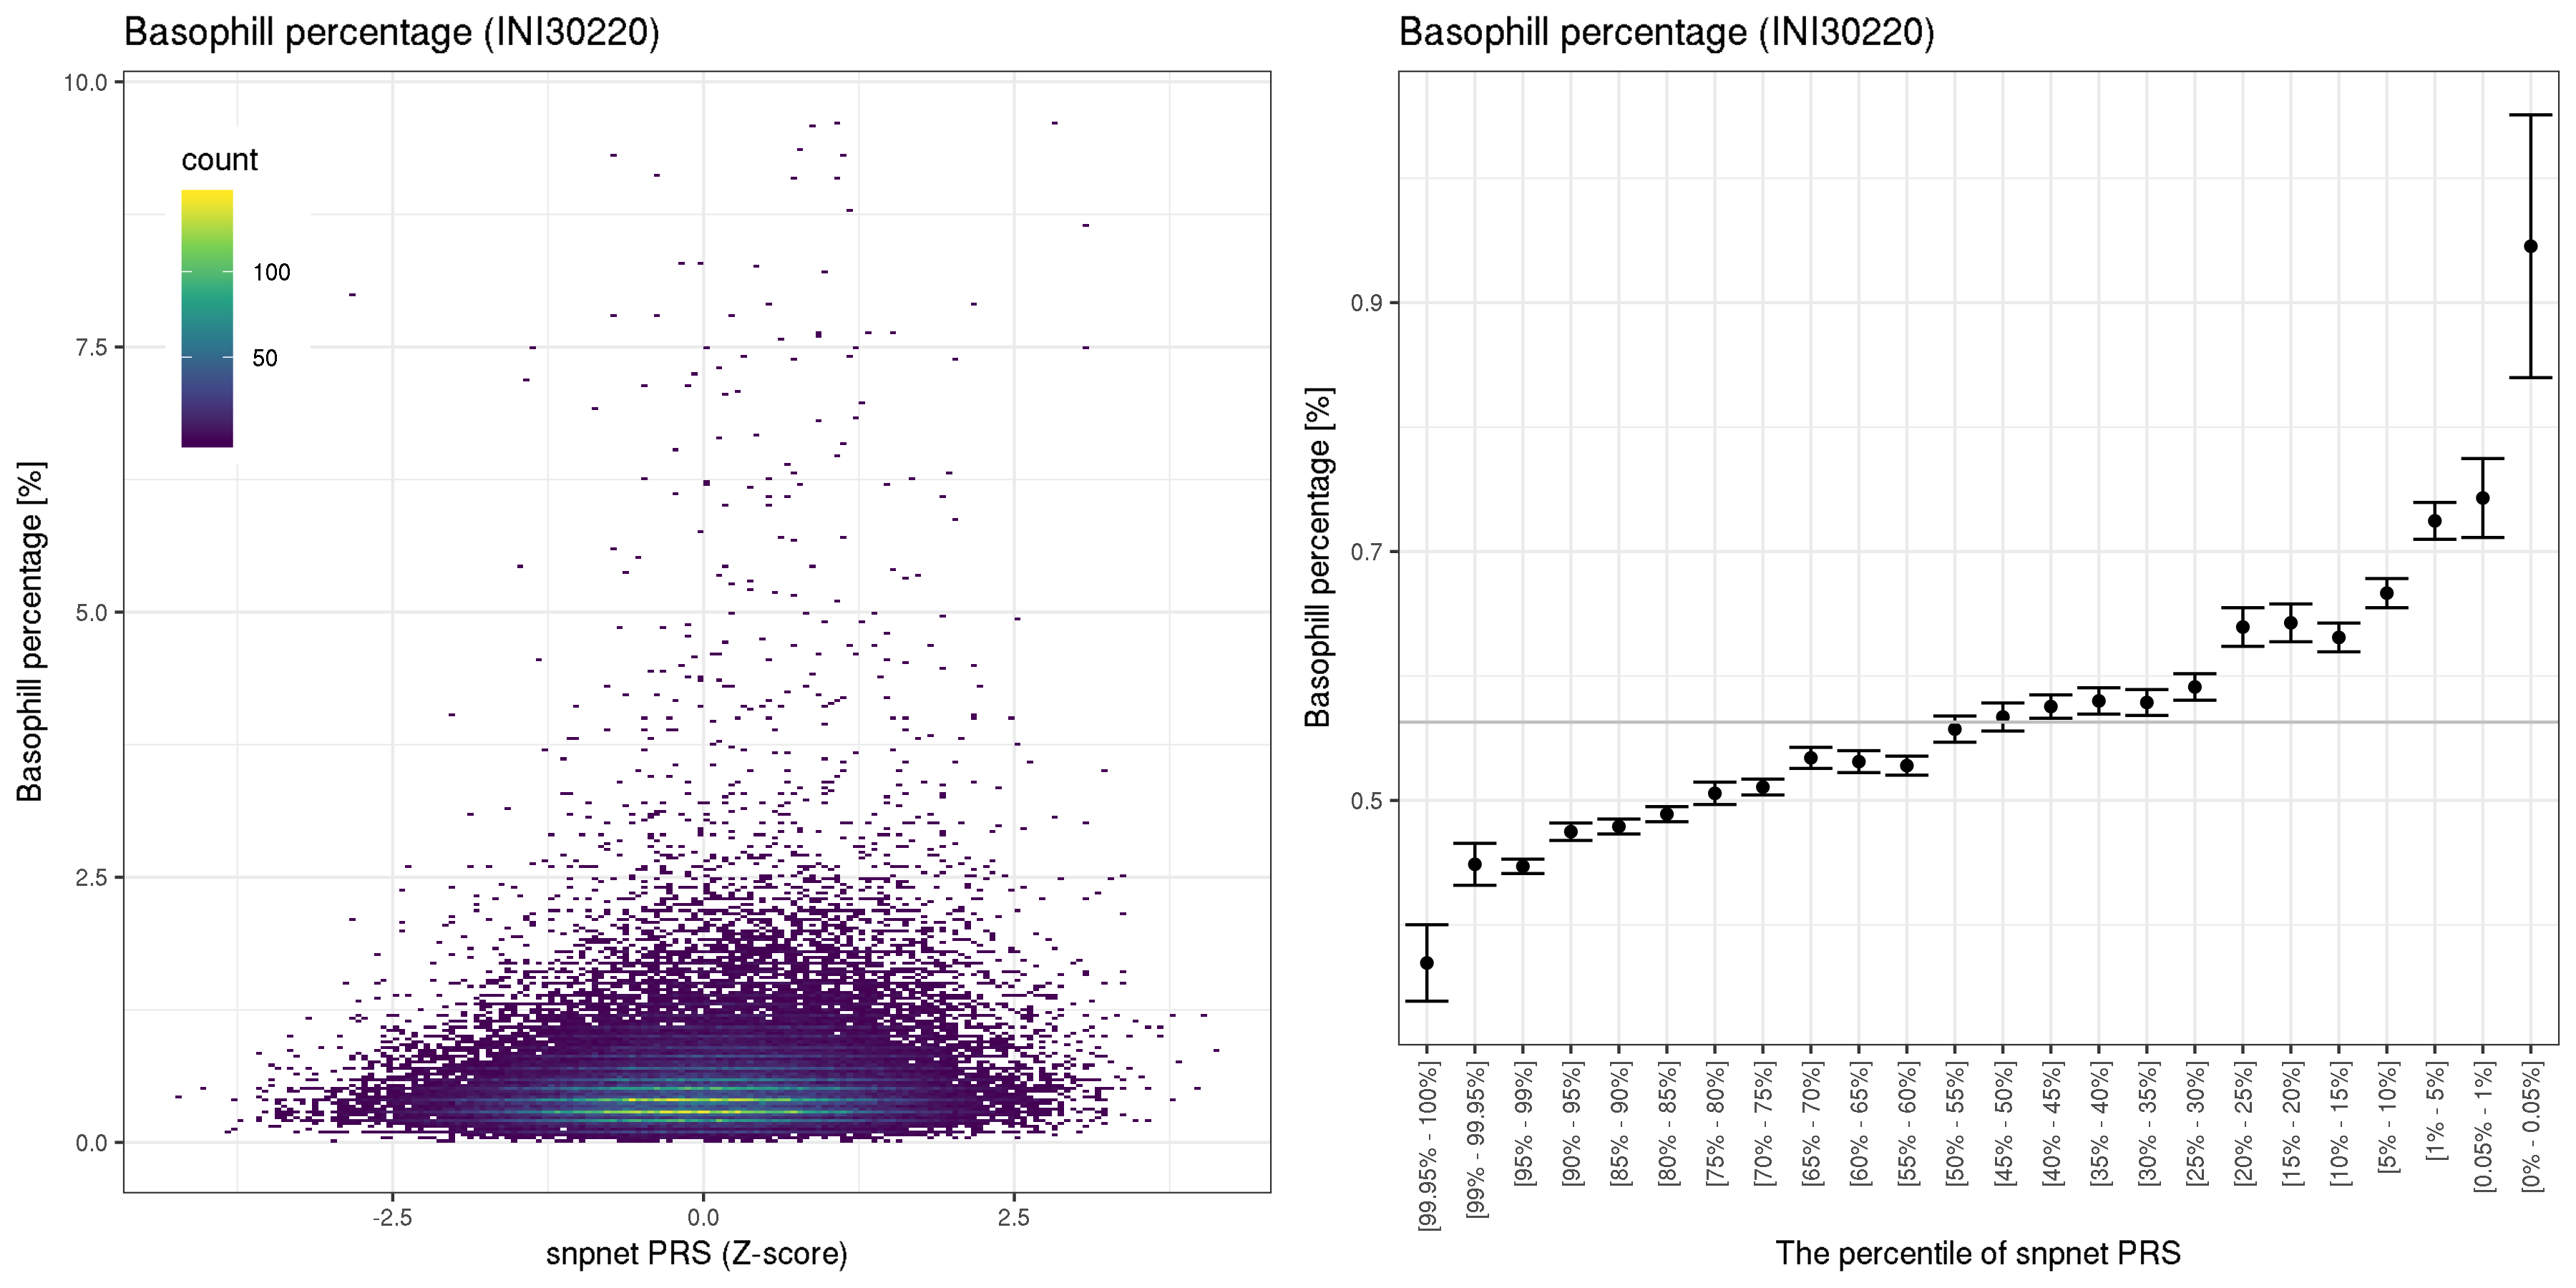 Basophill percentage (INI30220)
Basophill percentage [%]
10.0
7.5
5.0
2.5
0.0
count
100
50
-2.5
0.0
2.5
snpnet PRS (Z-score)
Basophill percentage (INI30220)
Basophill percentage [%]
0.9
0.7
0.5
[99.95% - 100%]
[99% - 99.95%]
[95% - 99%]
[90% - 95%]
[85% - 90%]
[80% - 85%]
[75% - 80%]
[70% - 75%]
[65% - 70%]
[60% - 65%]
[55% - 60%]
[50% - 55%]
[45% - 50%]
[40% - 45%]
[35% - 40%]
[30% - 35%]
[25% - 30%]
[20% - 25%]
[15% - 20%]
[10% - 15%]
[5% - 10%]
[1% - 5%]
[0.05% - 1%]
[0% - 0.05%]
The percentile of snpnet PRS